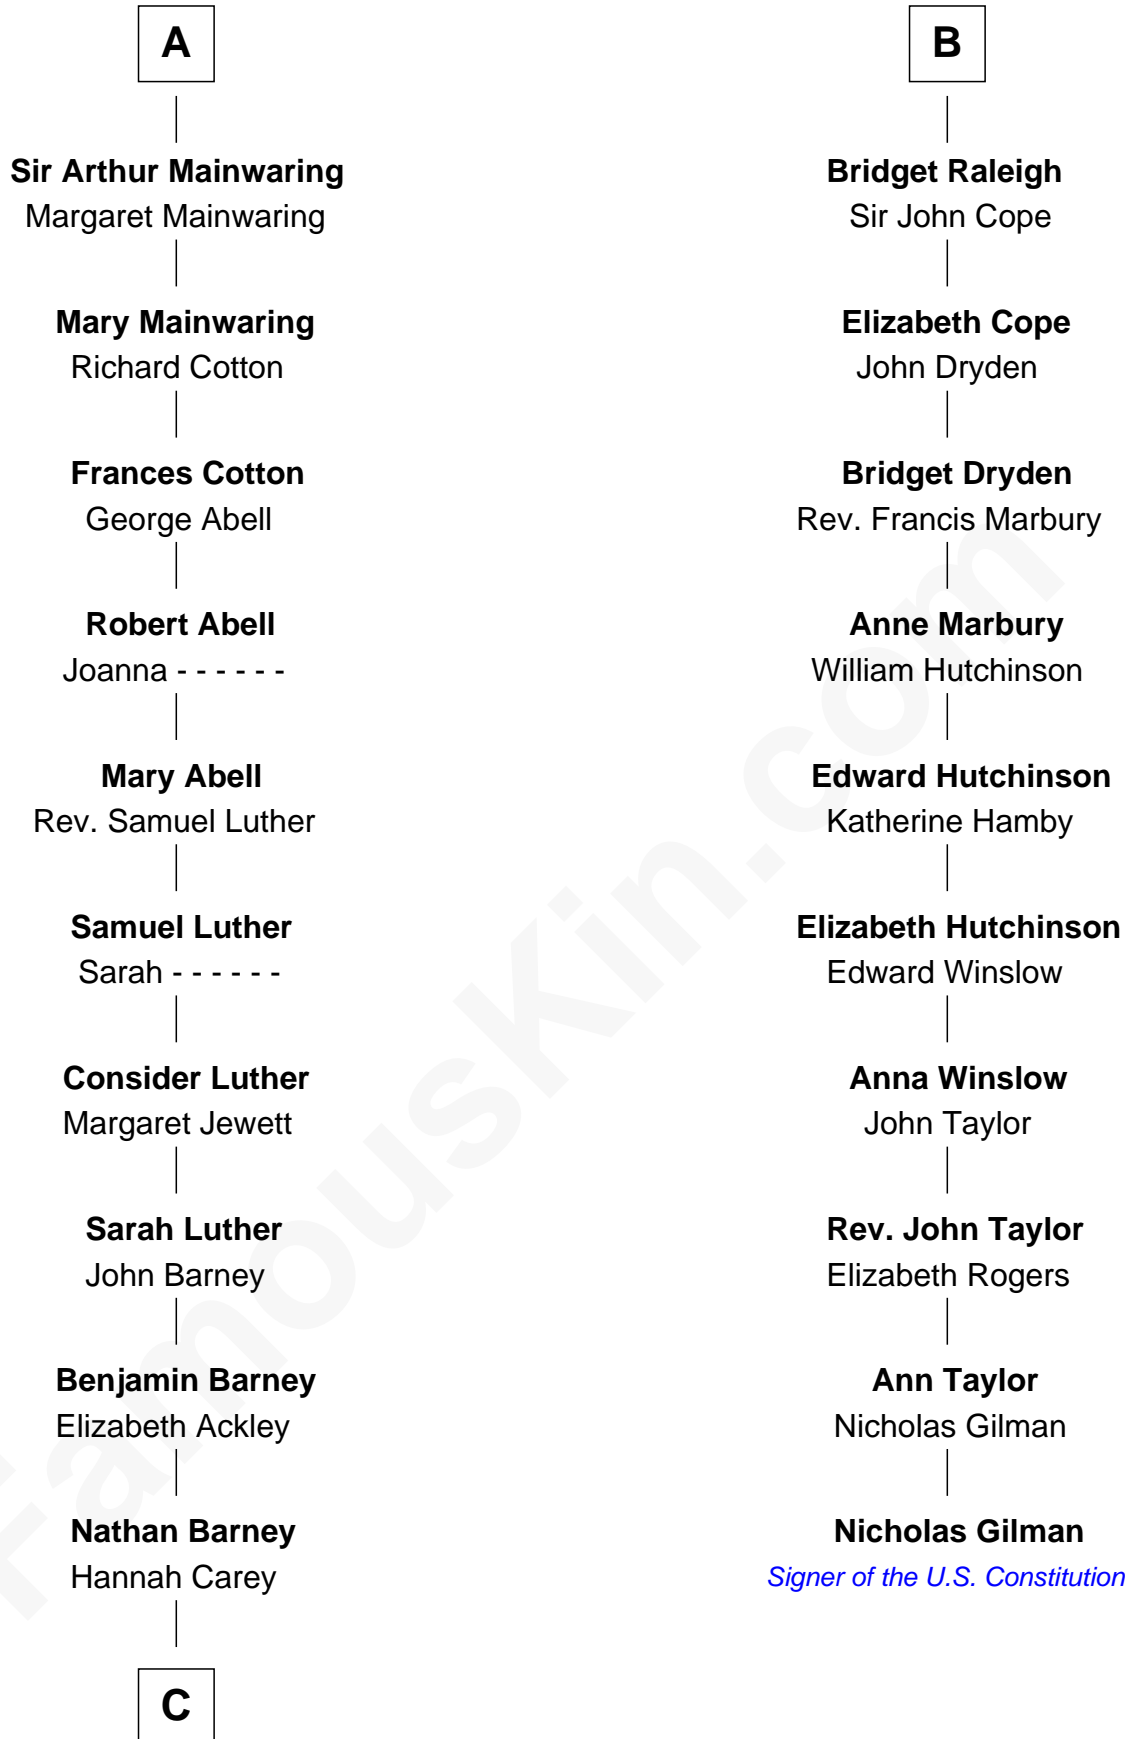 A
Sir Arthur Mainwaring
Margaret Mainwaring
Mary Mainwaring
Richard Cotton
Frances Cotton
George Abell
Robert Abell
Joanna - - - - - -
Mary Abell
Rev. Samuel Luther
Samuel Luther
Sarah - - - - - -
Consider Luther
Margaret Jewett
Sarah Luther
John Barney
Benjamin Barney
Elizabeth Ackley
Nathan Barney
Hannah Carey
C
B
Bridget Raleigh
Sir John Cope
Elizabeth Cope
John Dryden
Bridget Dryden
Rev. Francis Marbury
Anne Marbury
William Hutchinson
Edward Hutchinson
Katherine Hamby
Elizabeth Hutchinson
Edward Winslow
Anna Winslow
John Taylor
Rev. John Taylor
Elizabeth Rogers
Ann Taylor
Nicholas Gilman
Nicholas Gilman
Signer of the U.S. Constitution
FamousKin.com